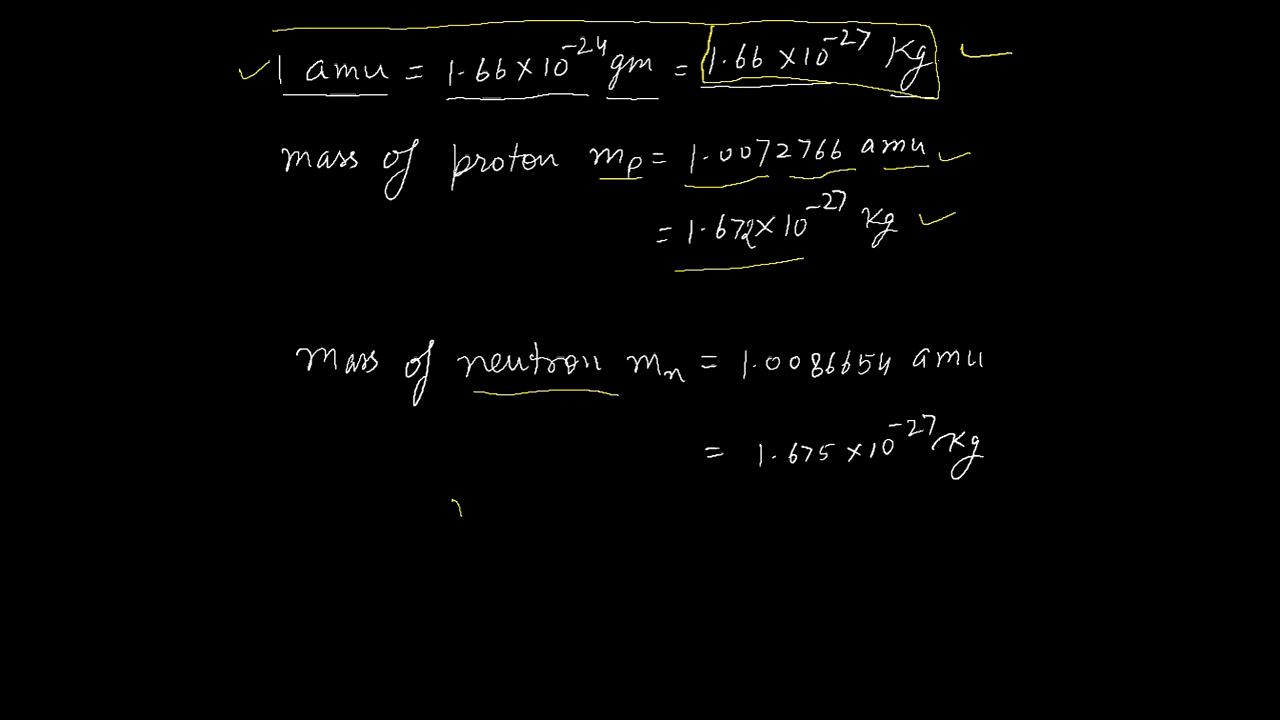 1 amu = 1.66 × 10⁻²⁴ gm = 1.66 × 10⁻²⁷ Kg
mass of proton mₚ = 1.0072766 amu
= 1.672 × 10⁻²⁷ Kg
Mass of neutron mₙ = 1.0086654 amu
= 1.675 × 10⁻²⁷ Kg